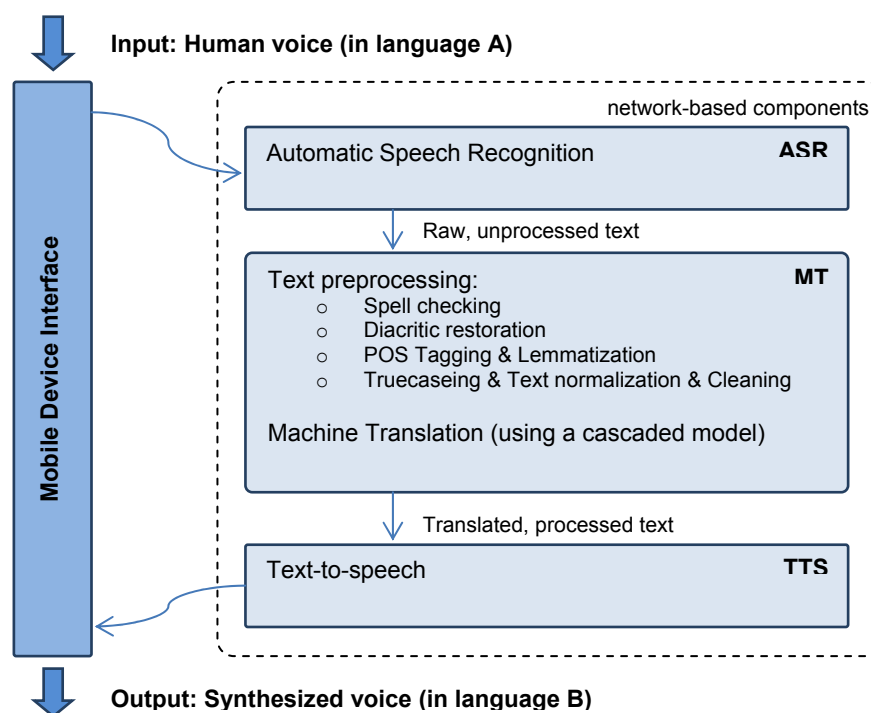 Input: Human voice (in language A)
network-based components
Automatic Speech Recognition ASR
Raw, unprocessed text
Text preprocessing: MT
o Spell checking
o Diacritic restoration
o POS Tagging & Lemmatization
o Truecaseing & Text normalization & Cleaning
Machine Translation (using a cascaded model)
Translated, processed text
Text-to-speech TTS
Mobile Device Interface
Output: Synthesized voice (in language B)